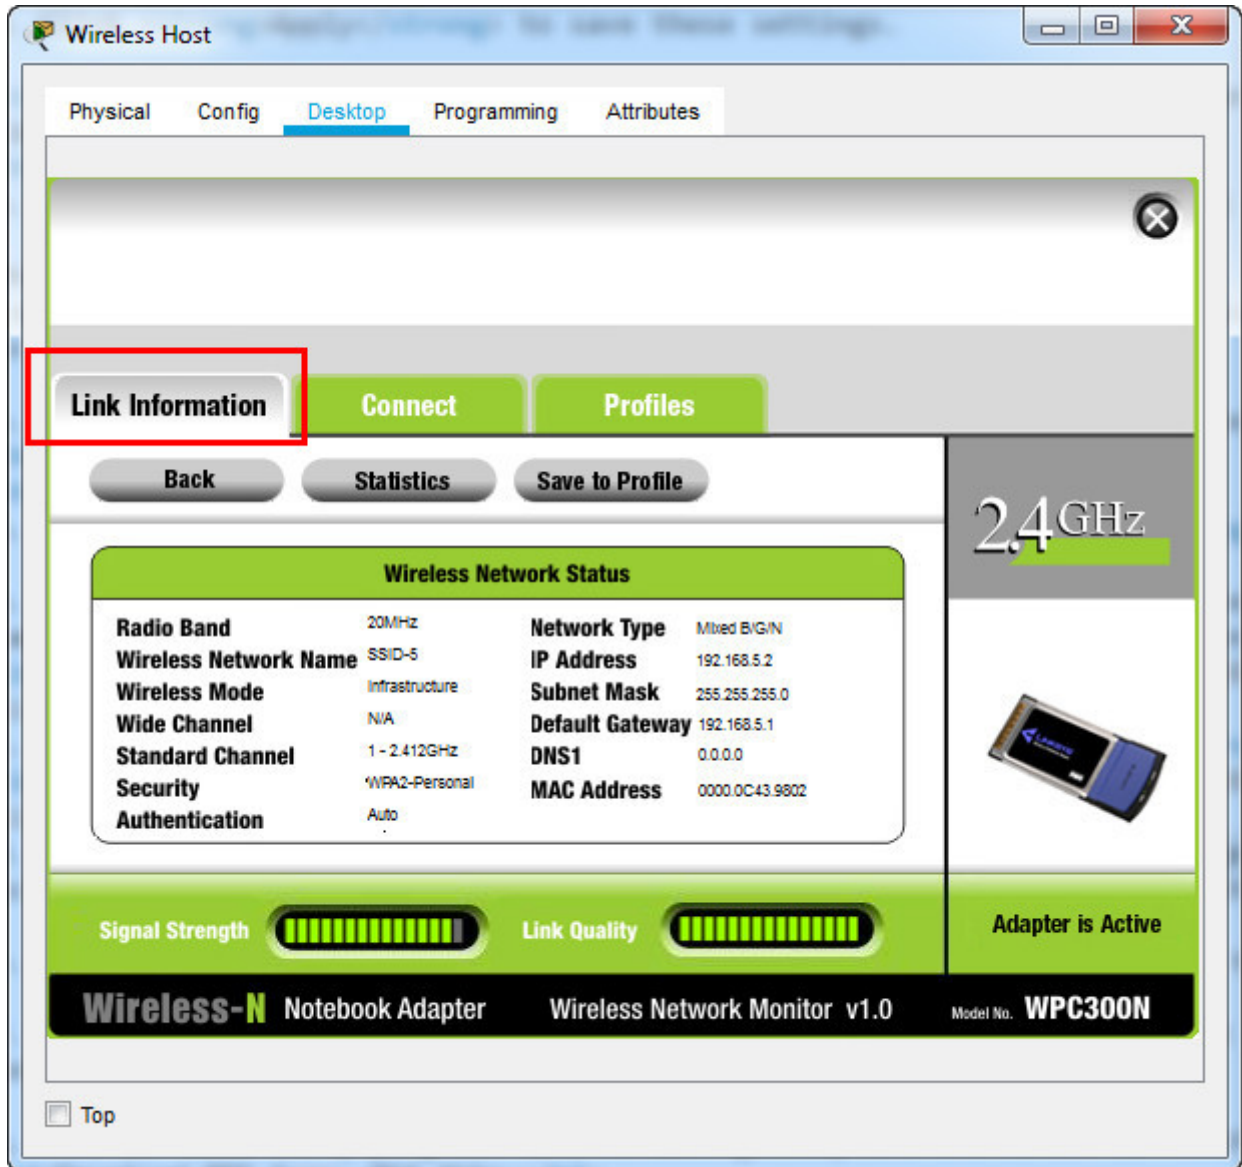 Wireless Host
Physical Config Desktop Programming Attributes
Link Information Connect Profiles
Back Statistics Save to Profile
2.4GHz
Wireless Network Status
Radio Band 20MHz Network Type Mixed B/G/N
Wireless Network Name SSID-5 IP Address 192.168.5.2
Wireless Mode Infrastructure Subnet Mask 255.255.255.0
Wide Channel N/A Default Gateway 192.168.5.1
Standard Channel 1 - 2.412GHz DNS1 0.0.0.0
Security WPA2-Personal MAC Address 0000.0C43.9802
Authentication Auto
Signal Strength Link Quality Adapter is Active
Wireless-N Notebook Adapter Wireless Network Monitor v1.0 Model No. WPC300N
Top